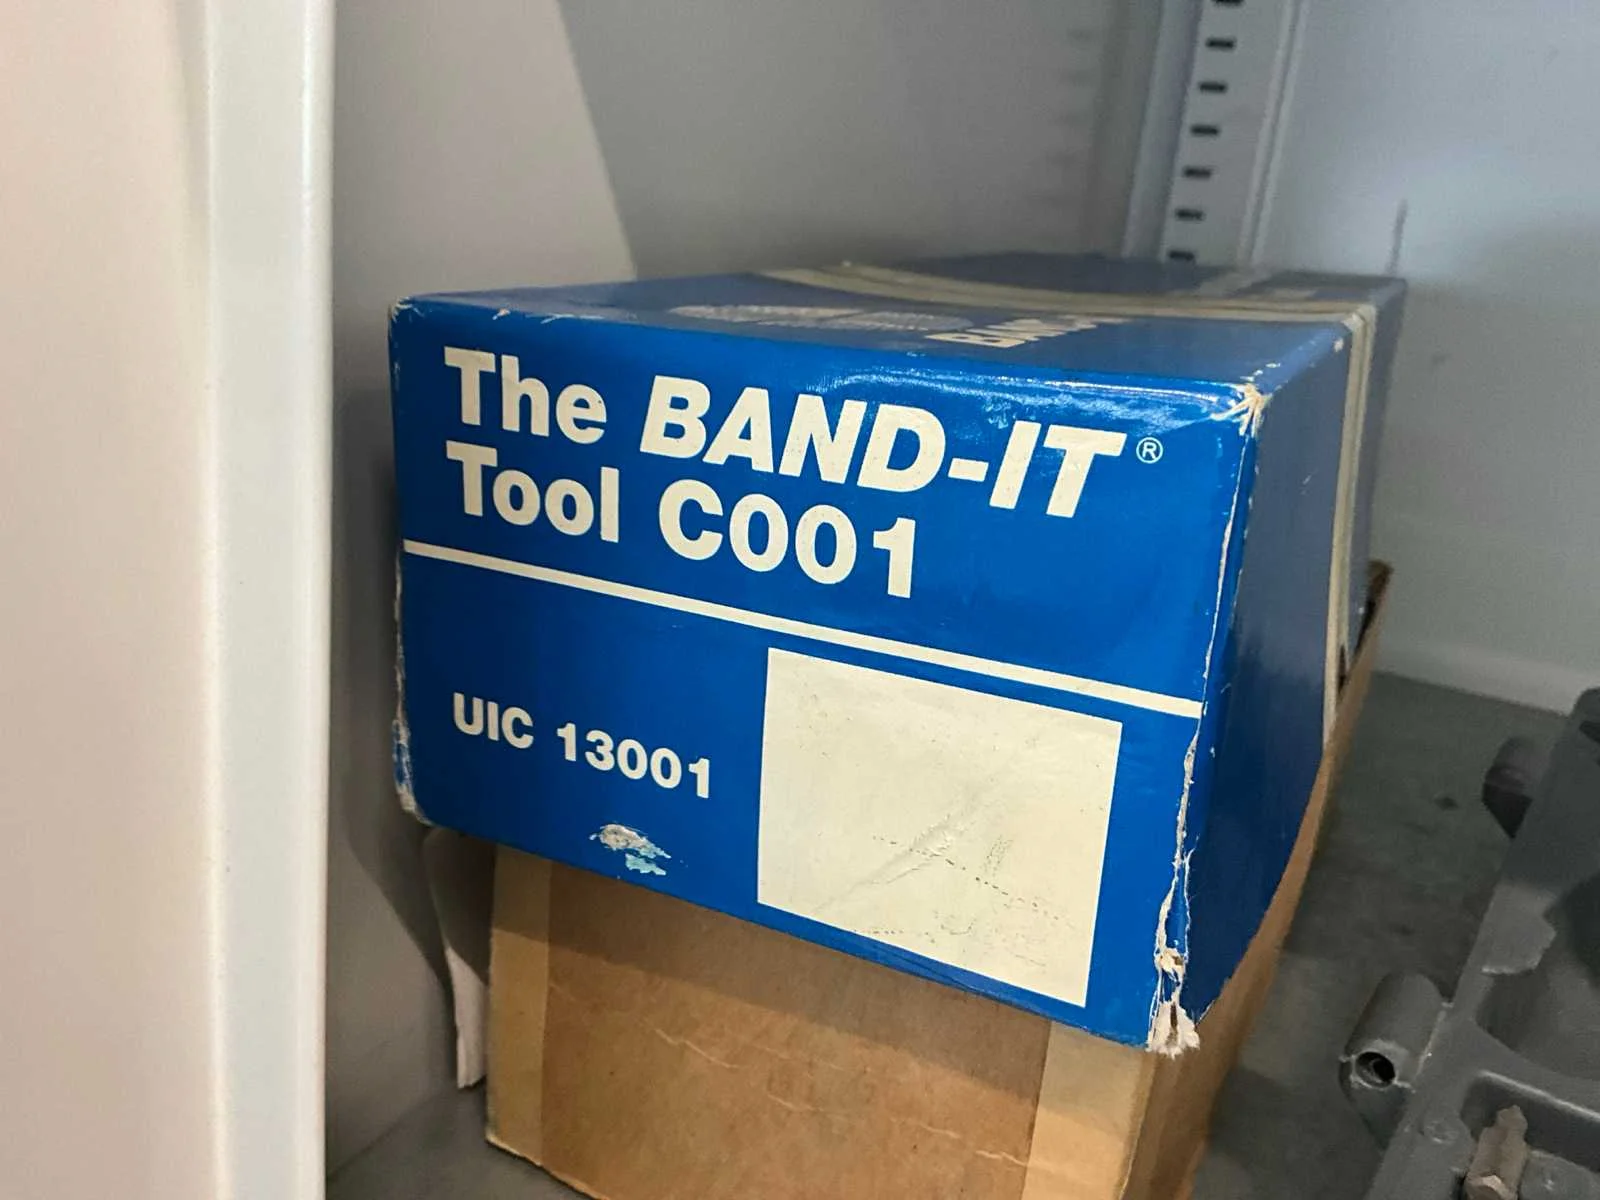 The BAND-IT®
Tool C001
UIC 13001